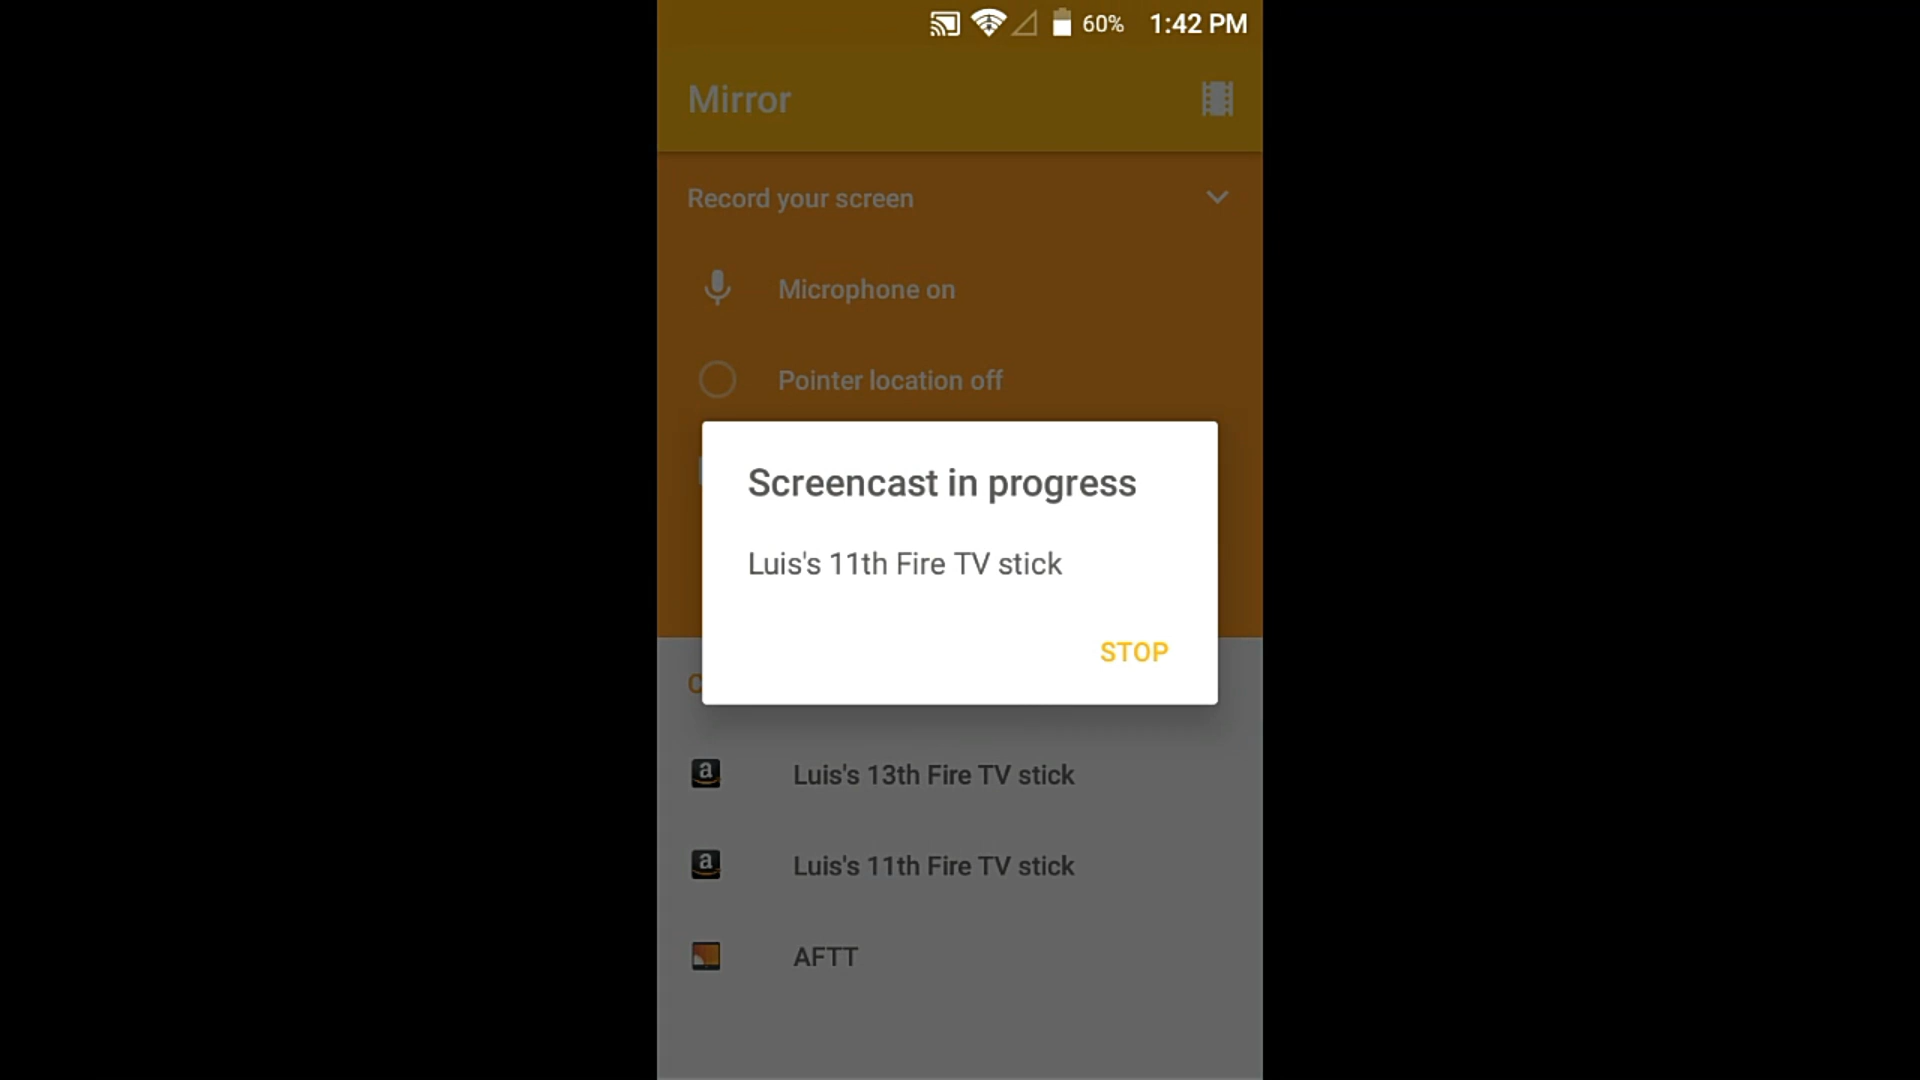 60% 1:42 PM
Mirror
Record your screen
Microphone on
Pointer location off
Screencast in progress
Luis's 11th Fire TV stick
STOP
Luis's 13th Fire TV stick
Luis's 11th Fire TV stick
AFTT